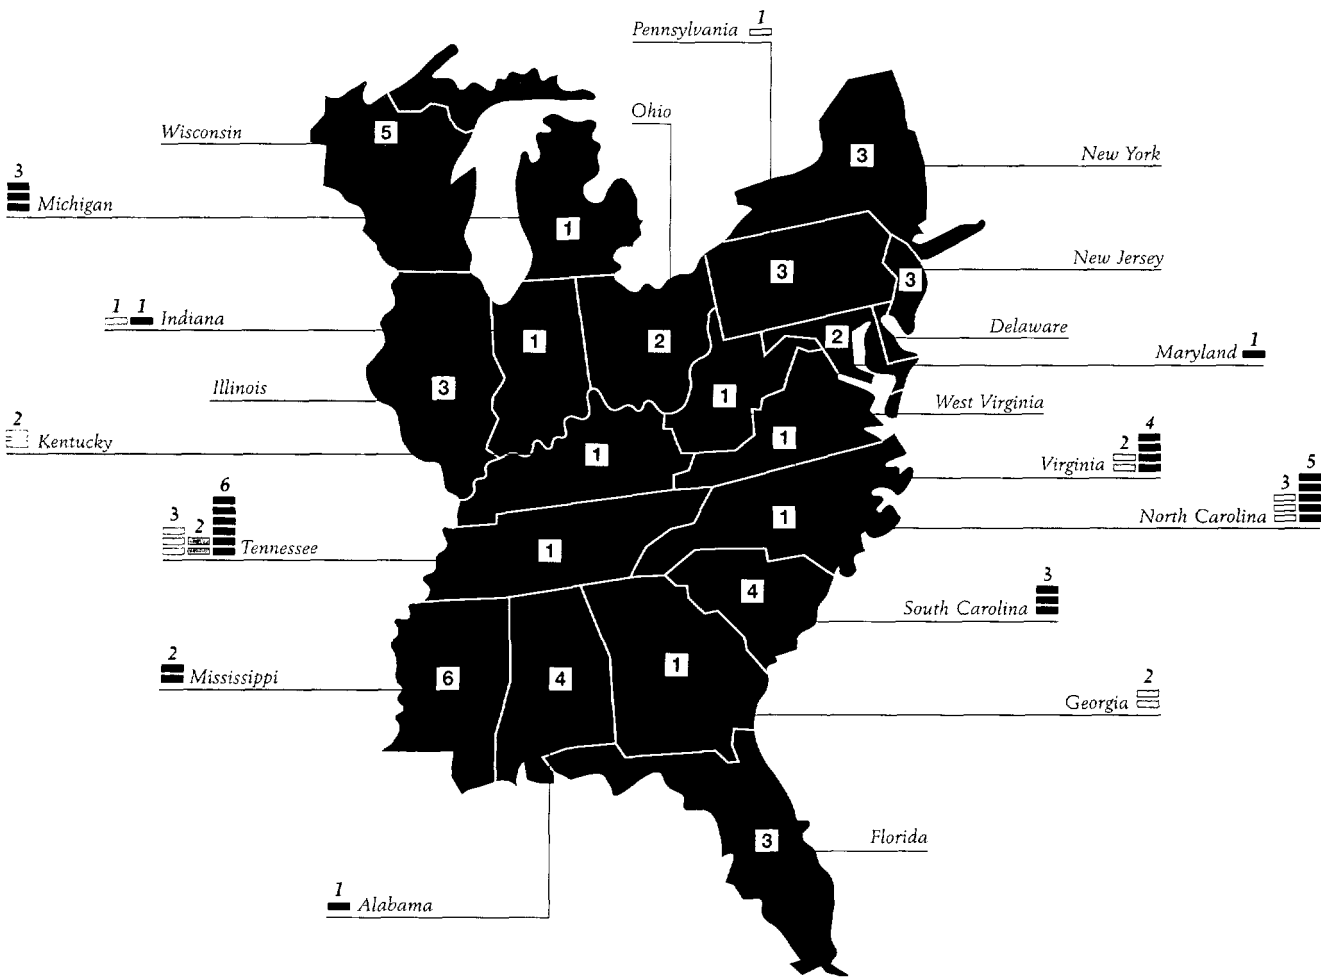 1
Pennsylvania
Ohio
5
Wisconsin
3
New York
3
Michigan
1
New Jersey
3
3
1 1
Indiana
Delaware
2
1
Maryland
1
2
Illinois
3
1
West Virginia
2
Kentucky
1
1
2 4
Virginia
3 5
North Carolina
1
3 2 6
Tennessee
1
4
3
South Carolina
2
Mississippi
6
4
1
2
Georgia
3
Florida
1
Alabama